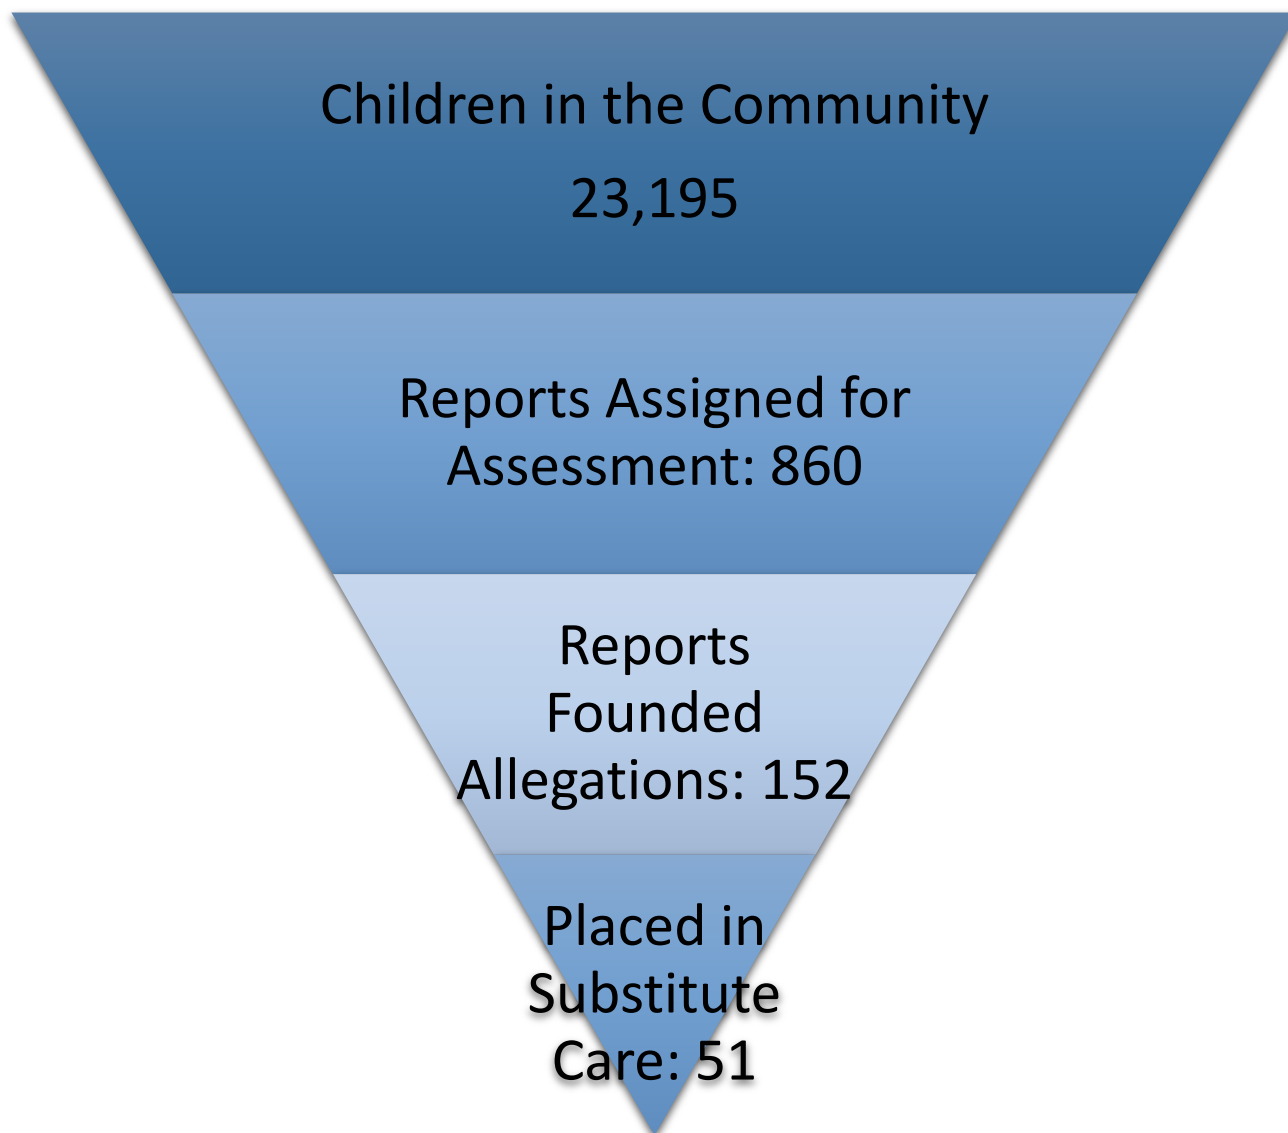 Children in the Community
23,195
Reports Assigned for
Assessment: 860
Reports
Founded
Allegations: 152
Placed in
Substitute
Care: 51